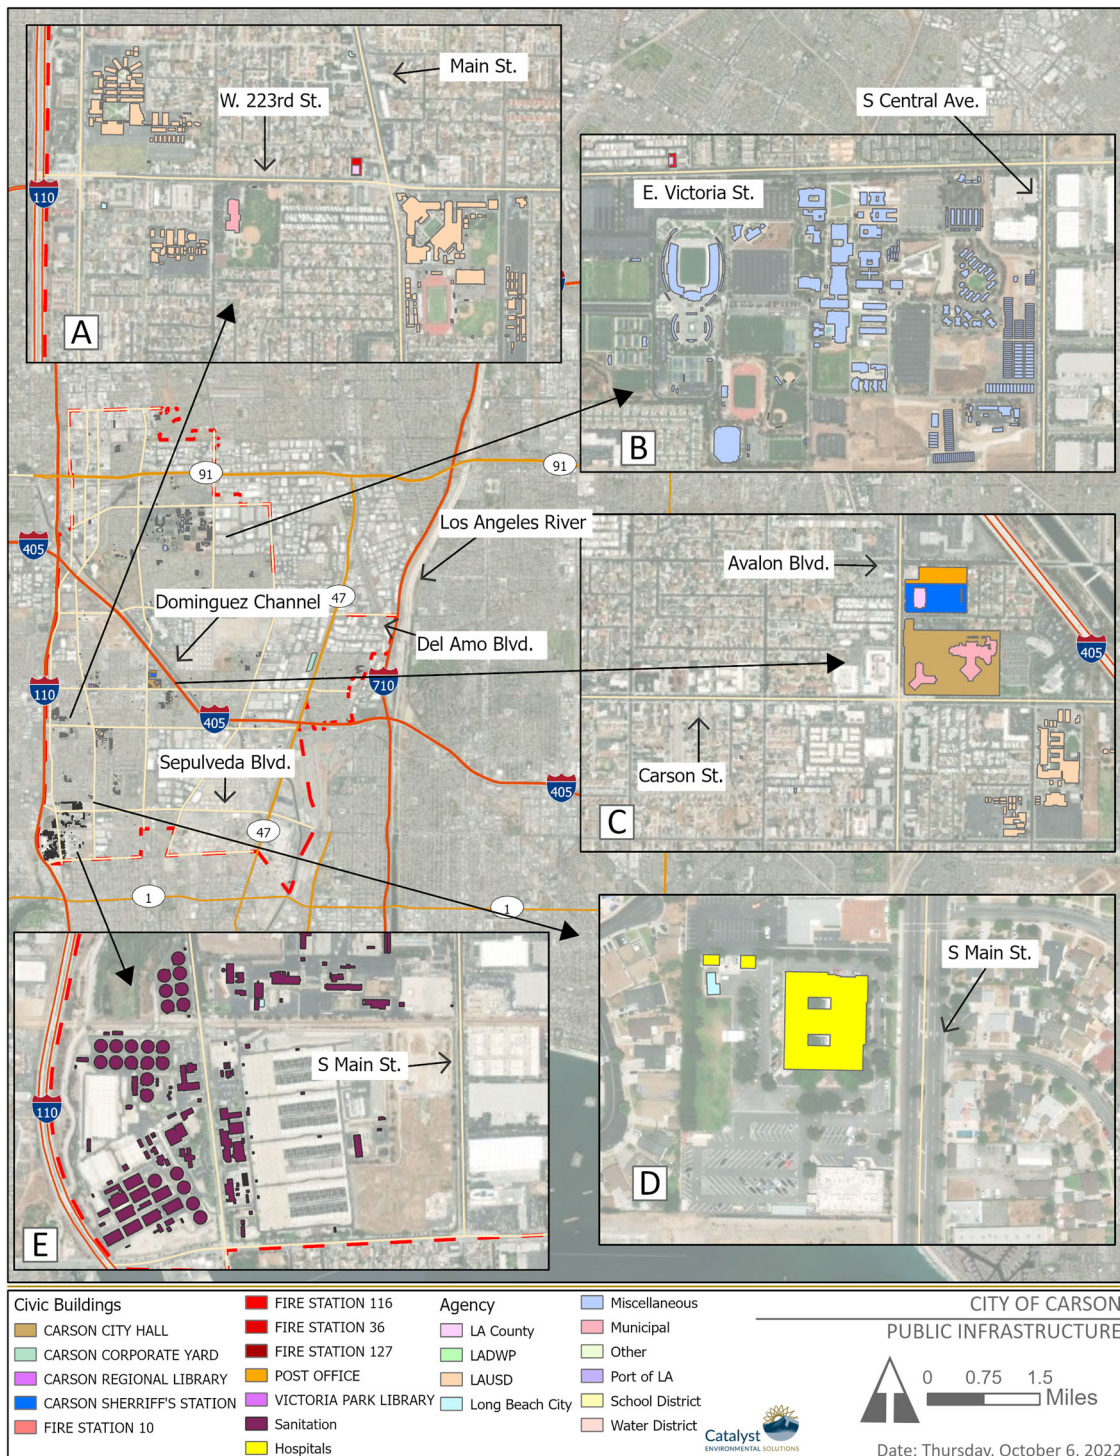 Main St.
W. 223rd St.
110
A
S Central Ave.
E. Victoria St.
B
91
91
405
Los Angeles River
47
Dominguez Channel
Del Amo Blvd.
110
710
405
Sepulveda Blvd.
405
47
1
1
Avalon Blvd.
405
Carson St.
C
S Main St.
D
S Main St.
110
E
Civic Buildings
CARSON CITY HALL
CARSON CORPORATE YARD
CARSON REGIONAL LIBRARY
CARSON SHERRIFF'S STATION
FIRE STATION 10
FIRE STATION 116
FIRE STATION 36
FIRE STATION 127
POST OFFICE
VICTORIA PARK LIBRARY
Sanitation
Hospitals
Agency
LA County
LADWP
LAUSD
Long Beach City
Miscellaneous
Municipal
Other
Port of LA
School District
Water District
Catalyst
ENVIRONMENTAL SOLUTIONS
CITY OF CARSON
PUBLIC INFRASTRUCTURE
0 0.75 1.5
Miles
Date: Thursday, October 6, 2022